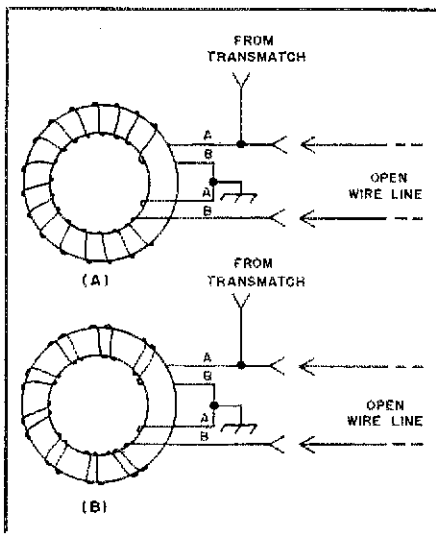 FROM
TRANSMATCH
A
B
A
B
OPEN
WIRE LINE
(A)
FROM
TRANSMATCH
A
B
A
B
OPEN
WIRE LINE
(B)